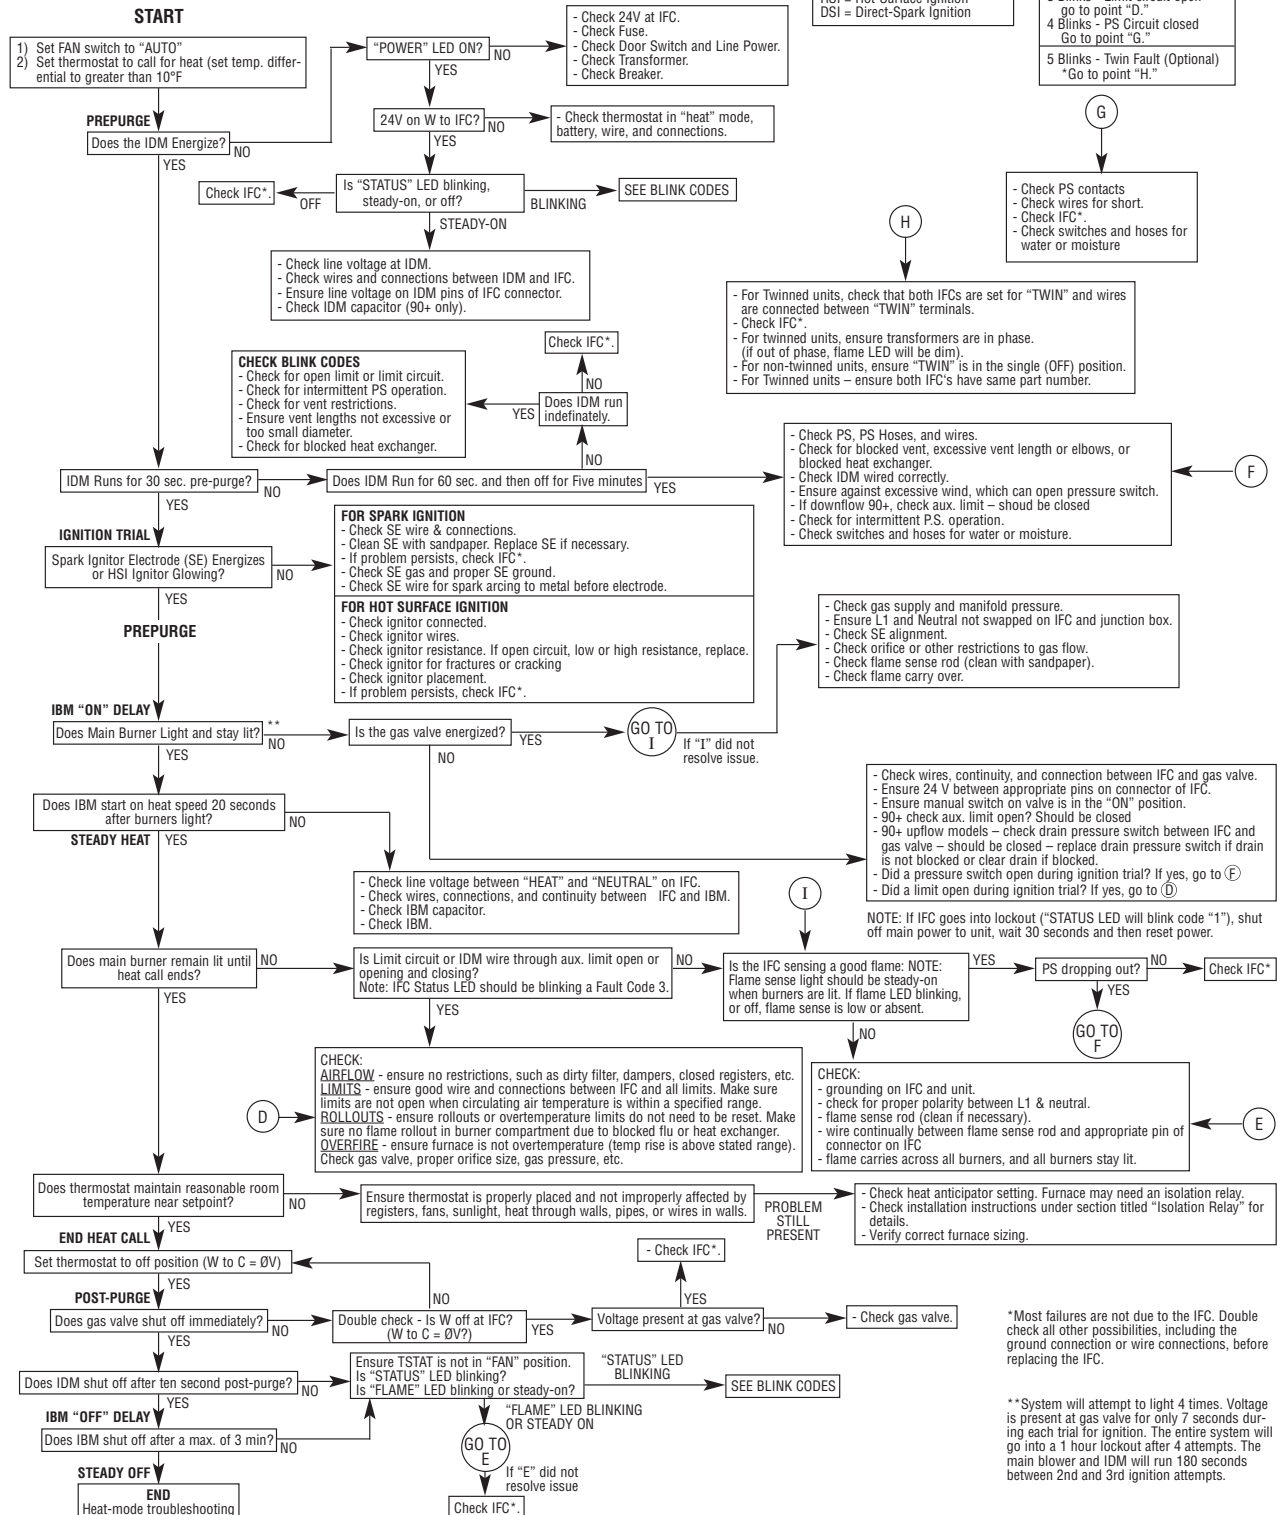 START
1) Set FAN switch to “AUTO”
2) Set thermostat to call for heat (set temp. differ-
ential to greater than 10°F
“POWER” LED ON?
NO
YES
- Check 24V at IFC.
- Check Fuse.
- Check Door Switch and Line Power.
- Check Transformer.
- Check Breaker.
DSI = Direct-Spark Ignition
go to point “D.”
4 Blinks - PS Circuit closed
Go to point “G.”
5 Blinks - Twin Fault (Optional)
*Go to point “H.”
PREPURGE
Does the IDM Energize?
NO
YES
24V on W to IFC?
NO
YES
- Check thermostat in “heat” mode,
battery, wire, and connections.
G
- Check PS contacts
- Check wires for short.
- Check IFC*.
- Check switches and hoses for
water or moisture
Check IFC*.
OFF
Is “STATUS” LED blinking,
steady-on, or off?
BLINKING
SEE BLINK CODES
STEADY-ON
- Check line voltage at IDM.
- Check wires and connections between IDM and IFC.
- Ensure line voltage on IDM pins of IFC connector.
- Check IDM capacitor (90+ only).
H
- For Twinned units, check that both IFCs are set for “TWIN” and wires
are connected between “TWIN” terminals.
- Check IFC*.
- For twinned units, ensure transformers are in phase.
(if out of phase, flame LED will be dim).
- For non-twinned units, ensure “TWIN” is in the single (OFF) position.
- For Twinned units – ensure both IFC's have same part number.
Check IFC*.
NO
CHECK BLINK CODES
- Check for open limit or limit circuit.
- Check for intermittent PS operation.
- Check for vent restrictions.
- Ensure vent lengths not excessive or
too small diameter.
- Check for blocked heat exchanger.
YES
Does IDM run
indefinately.
NO
IDM Runs for 30 sec. pre-purge?
NO
YES
Does IDM Run for 60 sec. and then off for Five minutes
YES
- Check PS, PS Hoses, and wires.
- Check for blocked vent, excessive vent length or elbows, or
blocked heat exchanger.
- Check IDM wired correctly.
- Ensure against excessive wind, which can open pressure switch.
- If downflow 90+, check aux. limit – shoud be closed
- Check for intermittent P.S. operation.
- Check switches and hoses for water or moisture.
F
IGNITION TRIAL
Spark Ignitor Electrode (SE) Energizes
or HSI Ignitor Glowing?
NO
YES
FOR SPARK IGNITION
- Check SE wire & connections.
- Clean SE with sandpaper. Replace SE if necessary.
- If problem persists, check IFC*.
- Check SE gas and proper SE ground.
- Check SE wire for spark arcing to metal before electrode.
FOR HOT SURFACE IGNITION
- Check ignitor connected.
- Check ignitor wires.
- Check ignitor resistance. If open circuit, low or high resistance, replace.
- Check ignitor for fractures or cracking
- Check ignitor placement.
- If problem persists, check IFC*.
PREPURGE
- Check gas supply and manifold pressure.
- Ensure L1 and Neutral not swapped on IFC and junction box.
- Check SE alignment.
- Check orifice or other restrictions to gas flow.
- Check flame sense rod (clean with sandpaper).
- Check flame carry over.
IBM “ON” DELAY
Does Main Burner Light and stay lit?
**
NO
YES
Is the gas valve energized?
YES
NO
GO TO
I
If “I” did not
resolve issue.
- Check wires, continuity, and connection between IFC and gas valve.
- Ensure 24 V between appropriate pins on connector of IFC.
- Ensure manual switch on valve is in the “ON” position.
- 90+ check aux. limit open? Should be closed
- 90+ upflow models – check drain pressure switch between IFC and
gas valve – should be closed – replace drain pressure switch if drain
is not blocked or clear drain if blocked.
- Did a pressure switch open during ignition trial? If yes, go to Ⓕ
- Did a limit open during ignition trial? If yes, go to Ⓓ
Does IBM start on heat speed 20 seconds
after burners light?
NO
STEADY HEAT
YES
- Check line voltage between “HEAT” and “NEUTRAL” on IFC.
- Check wires, connections, and continuity between IFC and IBM.
- Check IBM capacitor.
- Check IBM.
I
NOTE: If IFC goes into lockout (“STATUS LED will blink code “1”), shut
off main power to unit, wait 30 seconds and then reset power.
Does main burner remain lit until
heat call ends?
NO
YES
Is Limit circuit or IDM wire through aux. limit open or
opening and closing?
Note: IFC Status LED should be blinking a Fault Code 3.
NO
YES
Is the IFC sensing a good flame: NOTE:
Flame sense light should be steady-on
when burners are lit. If flame LED blinking,
or off, flame sense is low or absent.
YES
NO
PS dropping out?
NO
YES
Check IFC*
GO TO
F
D
CHECK:
AIRFLOW - ensure no restrictions, such as dirty filter, dampers, closed registers, etc.
LIMITS - ensure good wire and connections between IFC and all limits. Make sure
limits are not open when circulating air temperature is within a specified range.
ROLLOUTS - ensure rollouts or overtemperature limits do not need to be reset. Make
sure no flame rollout in burner compartment due to blocked flu or heat exchanger.
OVERFIRE - ensure furnace is not overtemperature (temp rise is above stated range).
Check gas valve, proper orifice size, gas pressure, etc.
CHECK:
- grounding on IFC and unit.
- check for proper polarity between L1 & neutral.
- flame sense rod (clean if necessary).
- wire continually between flame sense rod and appropriate pin of
connector on IFC
- flame carries across all burners, and all burners stay lit.
E
Does thermostat maintain reasonable room
temperature near setpoint?
NO
YES
Ensure thermostat is properly placed and not improperly affected by
registers, fans, sunlight, heat through walls, pipes, or wires in walls.
PROBLEM
STILL
PRESENT
- Check heat anticipator setting. Furnace may need an isolation relay.
- Check installation instructions under section titled “Isolation Relay” for
details.
- Verify correct furnace sizing.
END HEAT CALL
Set thermostat to off position (W to C = ØV)
YES
- Check IFC*.
YES
NO
POST-PURGE
Does gas valve shut off immediately?
NO
YES
Double check - Is W off at IFC?
(W to C = ØV?)
YES
Voltage present at gas valve?
NO
- Check gas valve.
*Most failures are not due to the IFC. Double
check all other possibilities, including the
ground connection or wire connections, before
replacing the IFC.
Does IDM shut off after ten second post-purge?
NO
YES
Ensure TSTAT is not in “FAN” position.
Is “STATUS” LED blinking?
Is “FLAME” LED blinking or steady-on?
“STATUS” LED
BLINKING
SEE BLINK CODES
“FLAME” LED BLINKING
OR STEADY ON
IBM “OFF” DELAY
Does IBM shut off after a max. of 3 min?
NO
GO TO
E
If “E” did not
resolve issue
Check IFC*.
**System will attempt to light 4 times. Voltage
is present at gas valve for only 7 seconds dur-
ing each trial for ignition. The entire system will
go into a 1 hour lockout after 4 attempts. The
main blower and IDM will run 180 seconds
between 2nd and 3rd ignition attempts.
STEADY OFF
END
Heat-mode troubleshooting